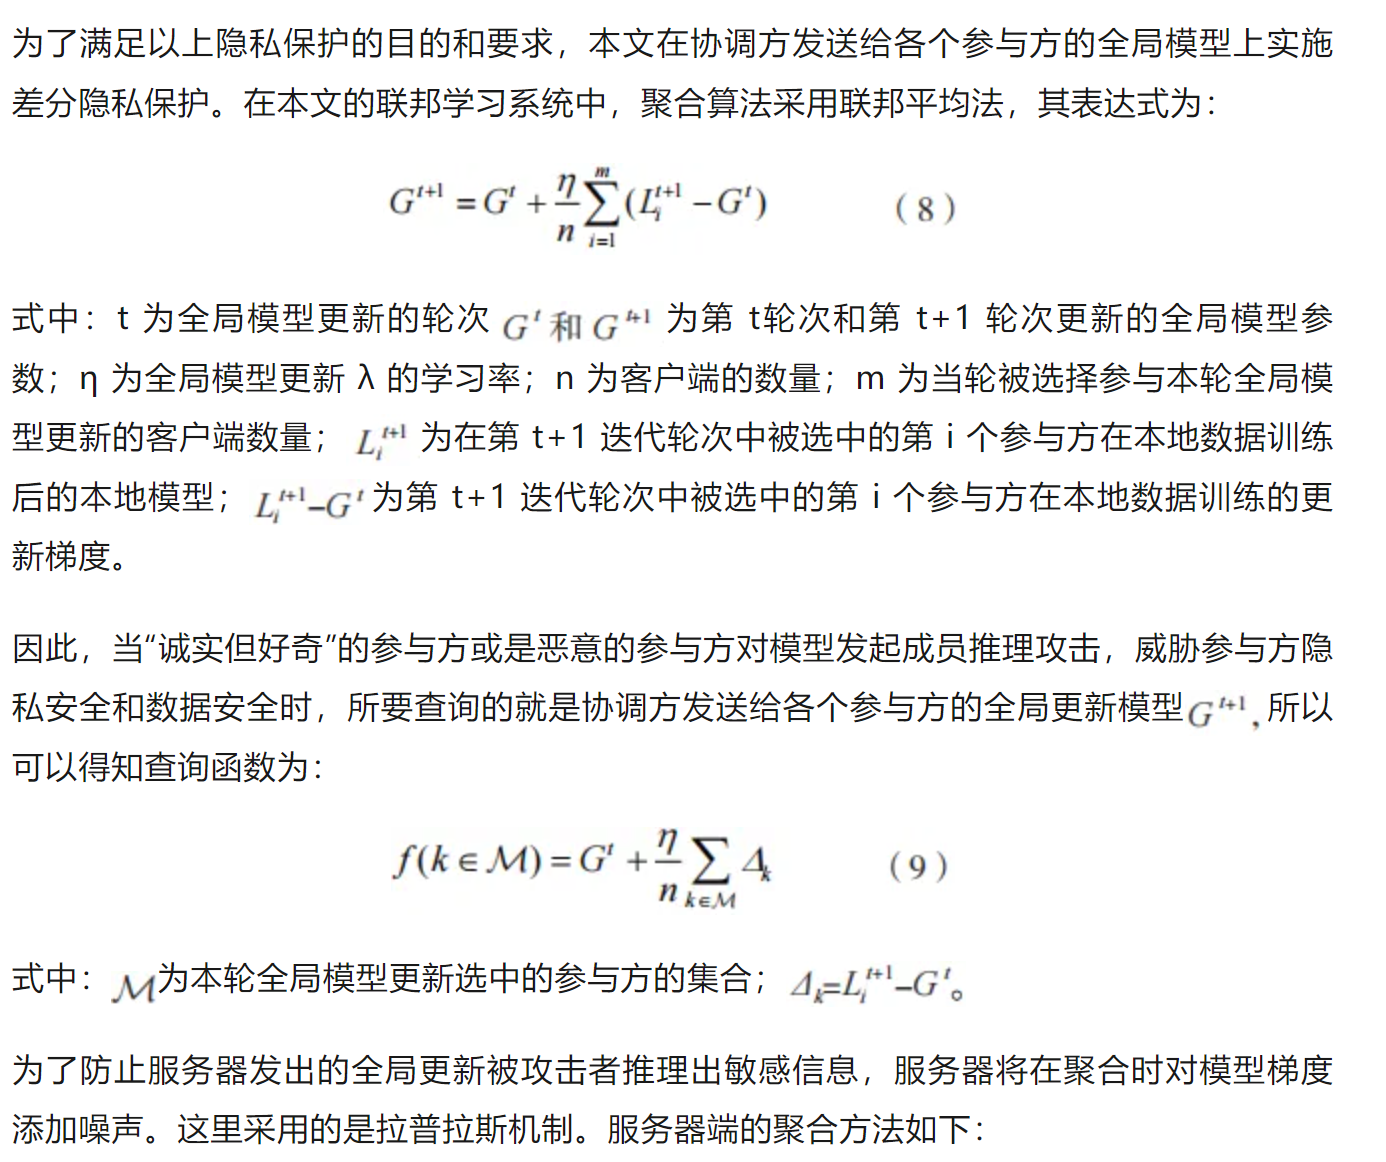 为了满足以上隐私保护的目的和要求，本文在协调方发送给各个参与方的全局模型上实施
差分隐私保护。在本文的联邦学习系统中，聚合算法采用联邦平均法，其表达式为：
$G^{t+1} = G^t + \frac{\eta}{n}\sum_{i=1}^{m}(L_i^{t+1} - G^t)$ （8）
式中：t 为全局模型更新的轮次 $G^t$ 和 $G^{t+1}$ 为第 t轮次和第 t+1 轮次更新的全局模型参
数；η 为全局模型更新 λ 的学习率；n 为客户端的数量；m 为当轮被选择参与本轮全局模
型更新的客户端数量； $L_i^{t+1}$ 为在第 t+1 迭代轮次中被选中的第 i 个参与方在本地数据训练
后的本地模型； $L_i^{t+1}–G^t$ 为第 t+1 迭代轮次中被选中的第 i 个参与方在本地数据训练的更
新梯度。
因此，当“诚实但好奇”的参与方或是恶意的参与方对模型发起成员推理攻击，威胁参与方隐
私安全和数据安全时，所要查询的就是协调方发送给各个参与方的全局更新模型$G^{t+1}$，所以
可以得知查询函数为：
$f(k \in \mathcal{M}) = G^t + \frac{\eta}{n}\sum_{k \in \mathcal{M}} \Delta_k$ （9）
式中：$\mathcal{M}$为本轮全局模型更新选中的参与方的集合； $\Delta_k = L_i^{t+1}–G^t$。
为了防止服务器发出的全局更新被攻击者推理出敏感信息，服务器将在聚合时对模型梯度
添加噪声。这里采用的是拉普拉斯机制。服务器端的聚合方法如下：